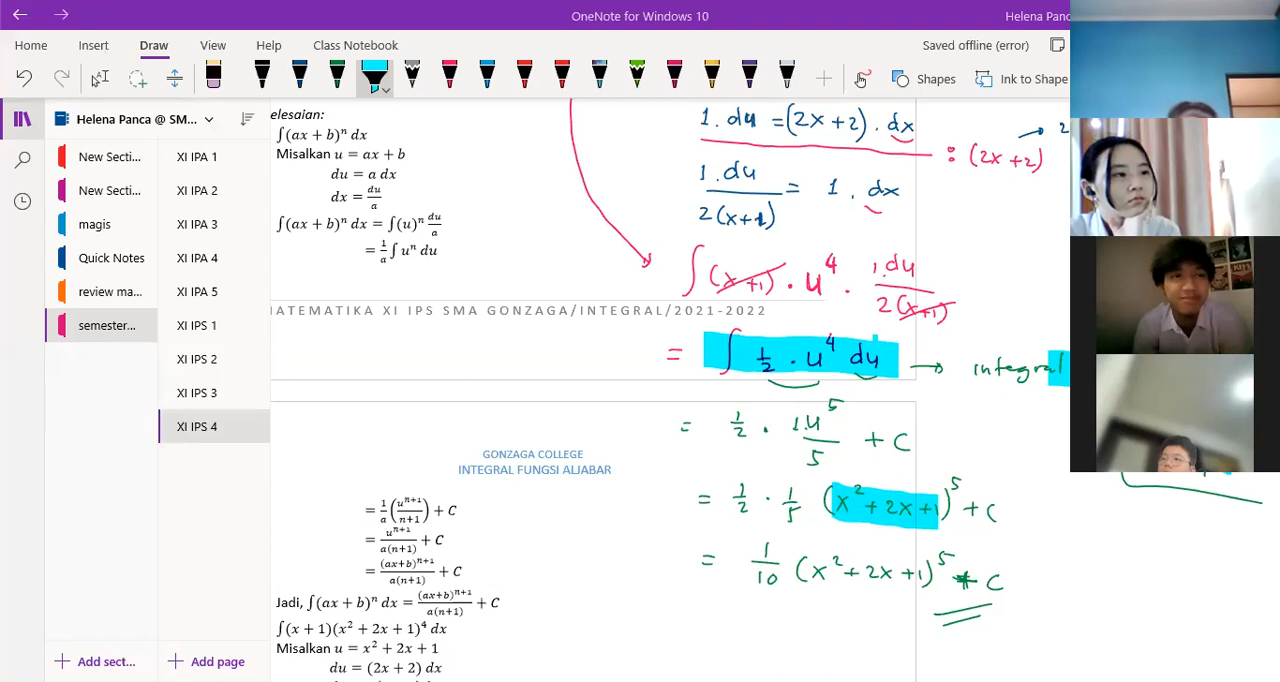 OneNote for Windows 10
Helena Panca
Home Insert Draw View Help Class Notebook
Saved offline (error)
Shapes
Ink to Shape
Helena Panca @ SM...
New Secti...
New Secti...
magis
Quick Notes
review ma...
semester...
XI IPA 1
XI IPA 2
XI IPA 3
XI IPA 4
XI IPA 5
XI IPS 1
XI IPS 2
XI IPS 3
XI IPS 4
Add sect...
Add page
elesaian:
∫(ax + b)ⁿ dx
Misalkan u = ax + b
du = a dx
dx = du/a
∫(ax + b)ⁿ dx = ∫(u)ⁿ du/a
= 1/a ∫ uⁿ du
MATEMATIKA XI IPS SMA GONZAGA/INTEGRAL/2021-2022
GONZAGA COLLEGE
INTEGRAL FUNGSI ALJABAR
= 1/a (uⁿ⁺¹/(n+1)) + C
= uⁿ⁺¹/(a(n+1)) + C
= (ax+b)ⁿ⁺¹/(a(n+1)) + C
Jadi, ∫(ax + b)ⁿ dx = (ax+b)ⁿ⁺¹/(a(n+1)) + C
∫(x + 1)(x² + 2x + 1)⁴ dx
Misalkan u = x² + 2x + 1
du = (2x + 2) dx
1. du = (2x + 2) . dx
: (2x + 2)
→ 2
1. du/(2(x+1)) = 1 . dx
∫ (x+1) . u⁴ . 1.du/(2(x+1))
= ∫ 1/2 . u⁴ du → integral
= 1/2 . 1.u⁵/5 + C
= 1/2 . 1/5 (x² + 2x + 1)⁵ + C
= 1/10 (x² + 2x + 1)⁵ + C